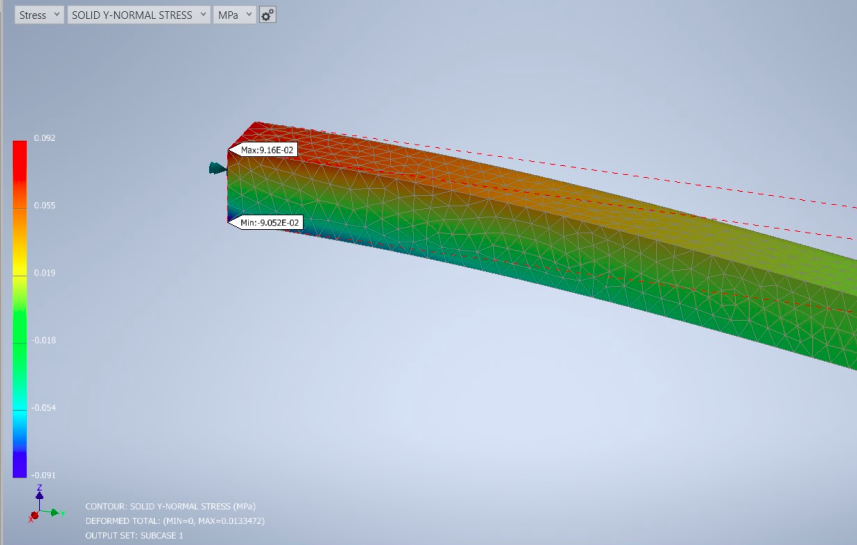 Stress SOLID Y-NORMAL STRESS MPa
0.092
Max:9.16E-02
0.055
Min:-9.052E-02
0.019
-0.018
-0.054
-0.091
Z
X Y
CONTOUR: SOLID Y-NORMAL STRESS (MPa)
DEFORMED TOTAL: (MIN=0, MAX=0.0133472)
OUTPUT SET: SUBCASE 1